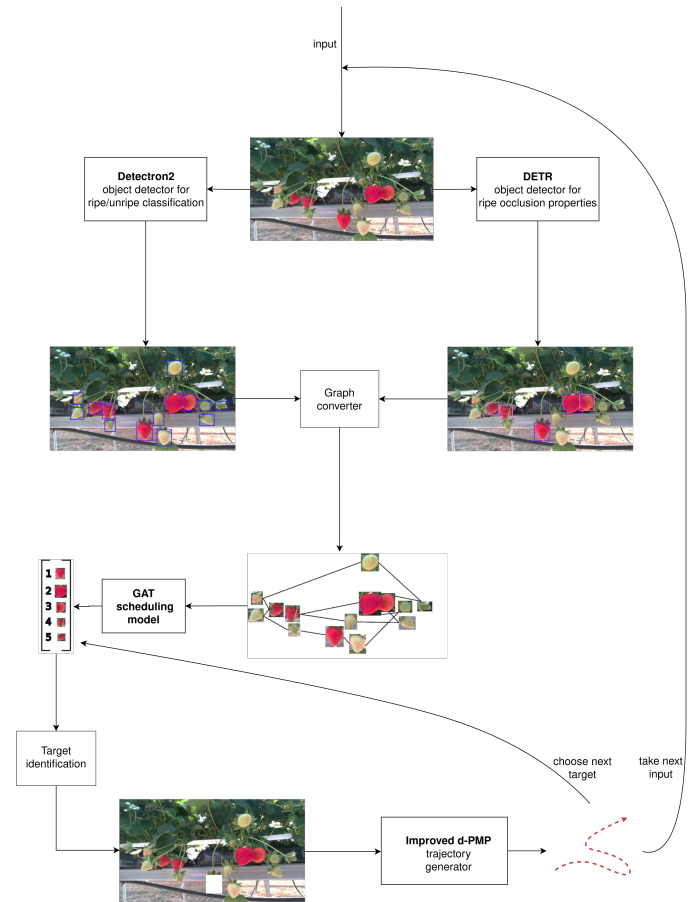 input
Detectron2
object detector for
ripe/unripe classification
DETR
object detector for
ripe occlusion properties
Graph
converter
1
2
3
4
5
GAT
scheduling
model
Target
identification
choose next
target
take next
input
Improved d-PMP
trajectory
generator